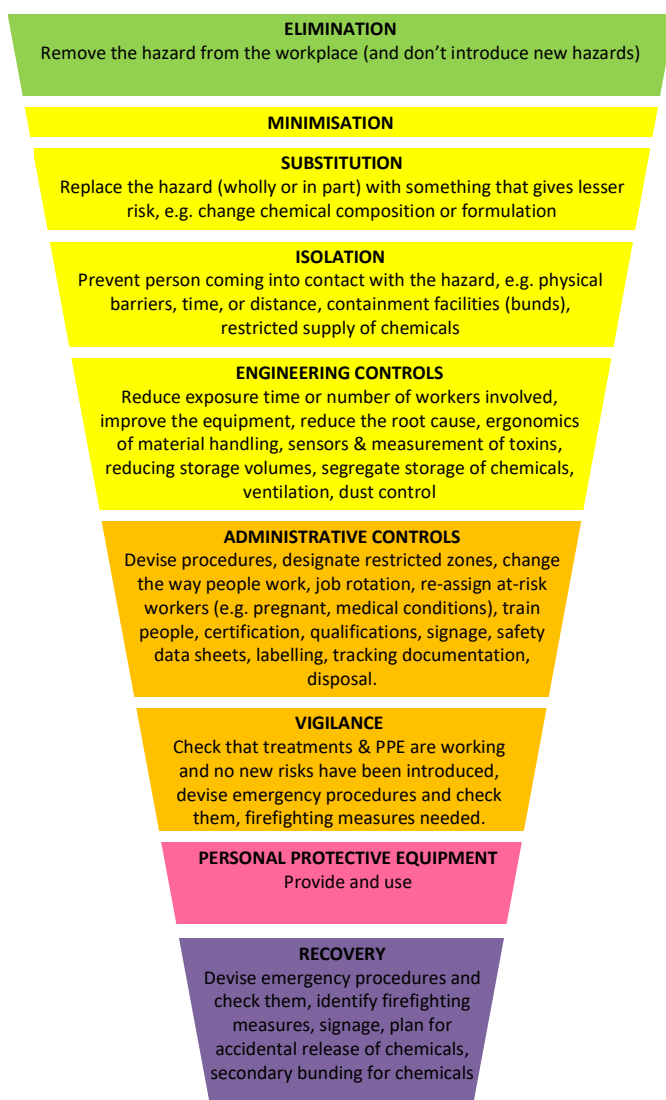 ELIMINATION
Remove the hazard from the workplace (and don’t introduce new hazards)
MINIMISATION
SUBSTITUTION
Replace the hazard (wholly or in part) with something that gives lesser
risk, e.g. change chemical composition or formulation
ISOLATION
Prevent person coming into contact with the hazard, e.g. physical
barriers, time, or distance, containment facilities (bunds),
restricted supply of chemicals
ENGINEERING CONTROLS
Reduce exposure time or number of workers involved,
improve the equipment, reduce the root cause, ergonomics
of material handling, sensors & measurement of toxins,
reducing storage volumes, segregate storage of chemicals,
ventilation, dust control
ADMINISTRATIVE CONTROLS
Devise procedures, designate restricted zones, change
the way people work, job rotation, re-assign at-risk
workers (e.g. pregnant, medical conditions), train
people, certification, qualifications, signage, safety
data sheets, labelling, tracking documentation,
disposal.
VIGILANCE
Check that treatments & PPE are working
and no new risks have been introduced,
devise emergency procedures and check
them, firefighting measures needed.
PERSONAL PROTECTIVE EQUIPMENT
Provide and use
RECOVERY
Devise emergency procedures and
check them, identify firefighting
measures, signage, plan for
accidental release of chemicals,
secondary bunding for chemicals